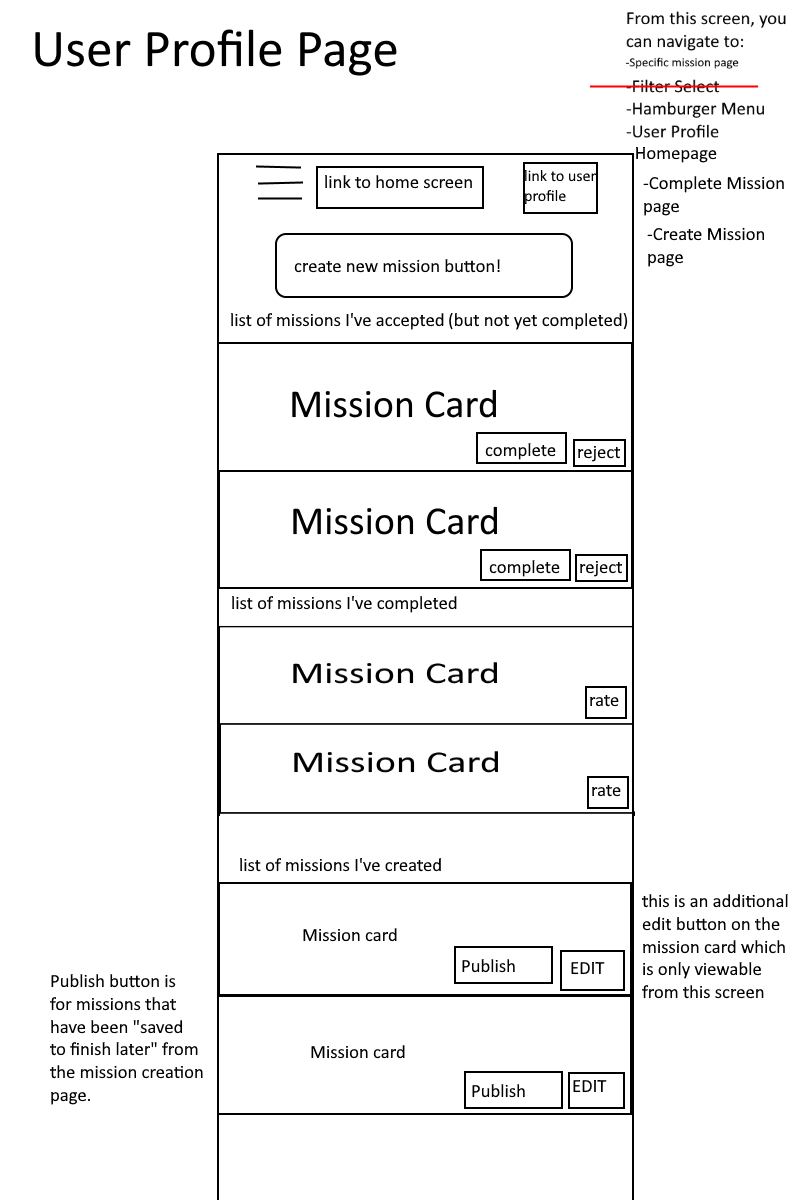 User Profile Page
From this screen, you
can navigate to:
-Specific mission page
-Filter Select
-Hamburger Menu
-User Profile
Homepage
-Complete Mission
page
-Create Mission
page
link to home screen
link to user
profile
create new mission button!
list of missions I've accepted (but not yet completed)
Mission Card
complete
reject
Mission Card
complete
reject
list of missions I've completed
Mission Card
rate
Mission Card
rate
list of missions I've created
Mission card
Publish
EDIT
this is an additional
edit button on the
mission card which
is only viewable
from this screen
Publish button is
for missions that
have been "saved
to finish later" from
the mission creation
page.
Mission card
Publish
EDIT